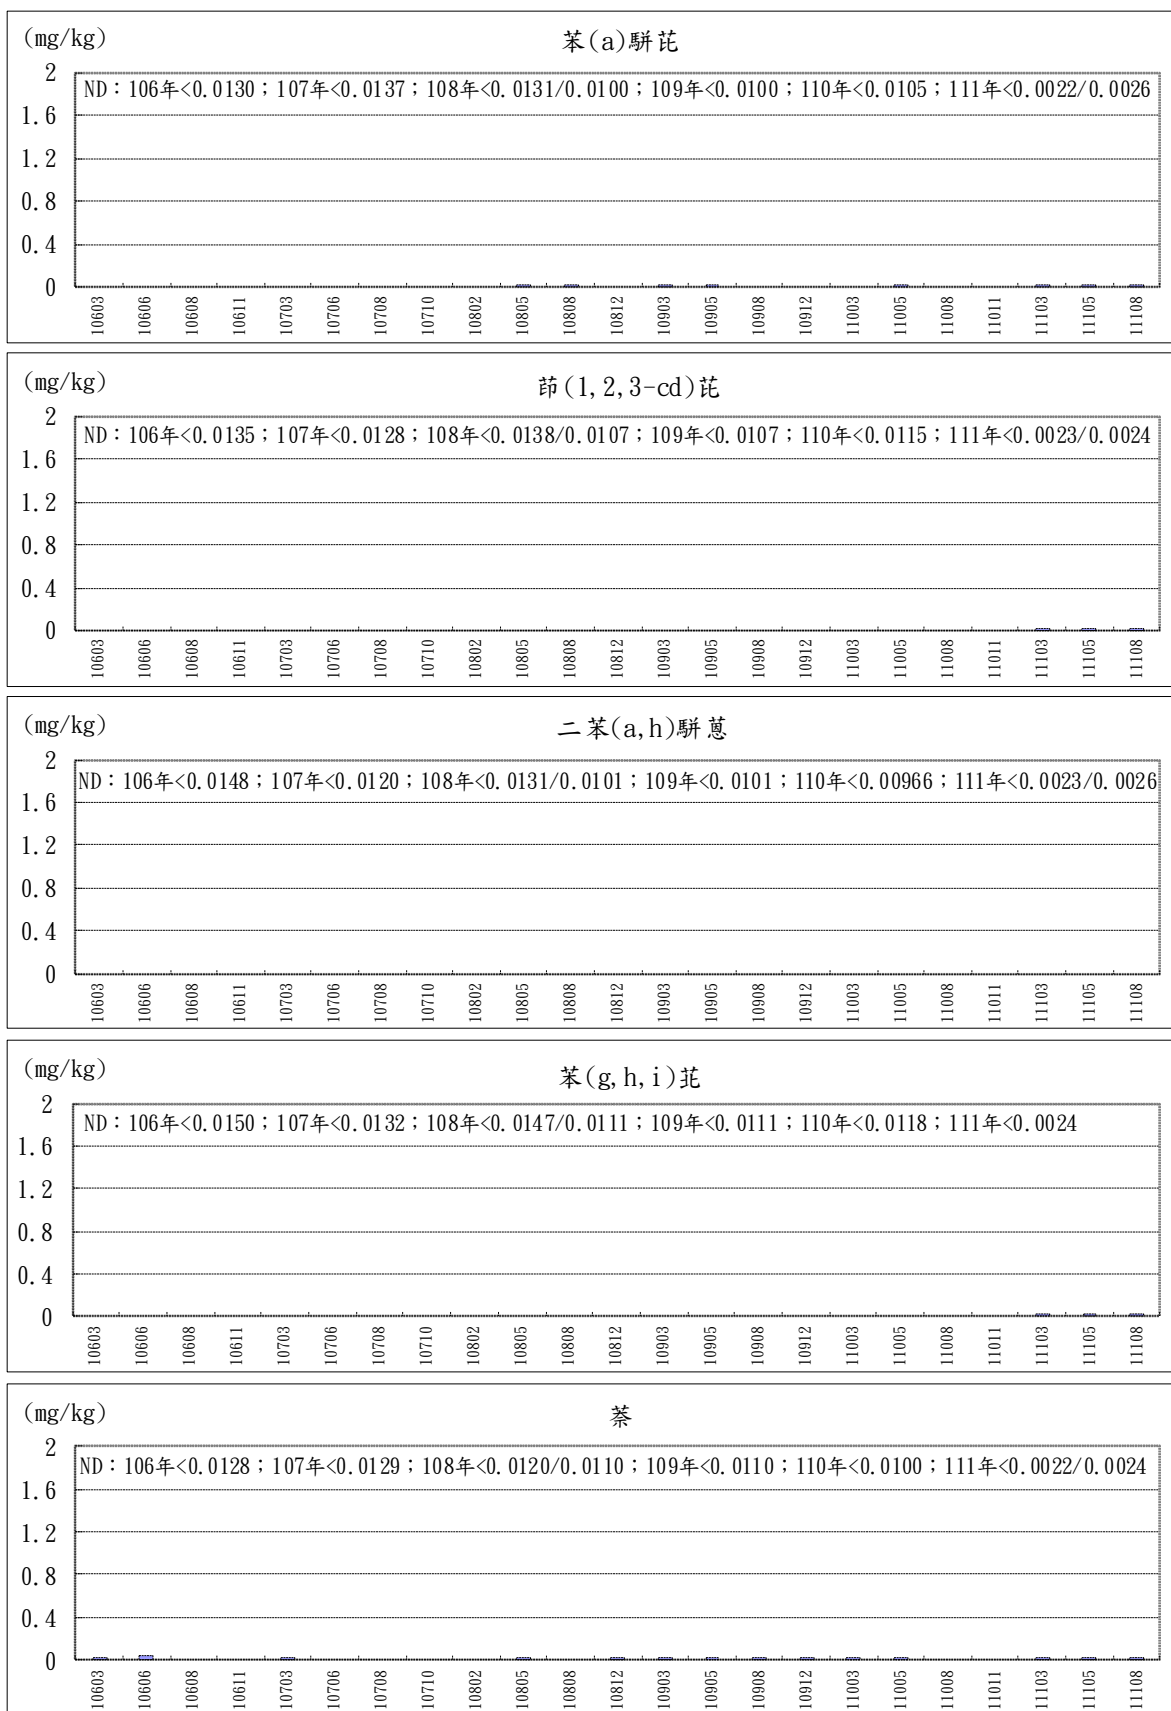 (mg/kg)
苯(a)駢芘
2
ND：106年<0.0130；107年<0.0137；108年<0.0131/0.0100；109年<0.0100；110年<0.0105；111年<0.0022/0.0026
1.6
1.2
0.8
0.4
0
10603 10606 10608 10611 10703 10706 10708 10710 10802 10805 10808 10812 10903 10905 10908 10912 11003 11005 11008 11011 11103 11105 11108
(mg/kg)
茚(1,2,3-cd)芘
2
ND：106年<0.0135；107年<0.0128；108年<0.0138/0.0107；109年<0.0107；110年<0.0115；111年<0.0023/0.0024
1.6
1.2
0.8
0.4
0
10603 10606 10608 10611 10703 10706 10708 10710 10802 10805 10808 10812 10903 10905 10908 10912 11003 11005 11008 11011 11103 11105 11108
(mg/kg)
二苯(a,h)駢蒽
2
ND：106年<0.0148；107年<0.0120；108年<0.0131/0.0101；109年<0.0101；110年<0.00966；111年<0.0023/0.0026
1.6
1.2
0.8
0.4
0
10603 10606 10608 10611 10703 10706 10708 10710 10802 10805 10808 10812 10903 10905 10908 10912 11003 11005 11008 11011 11103 11105 11108
(mg/kg)
苯(g,h,i)芘
2
ND：106年<0.0150；107年<0.0132；108年<0.0147/0.0111；109年<0.0111；110年<0.0118；111年<0.0024
1.6
1.2
0.8
0.4
0
10603 10606 10608 10611 10703 10706 10708 10710 10802 10805 10808 10812 10903 10905 10908 10912 11003 11005 11008 11011 11103 11105 11108
(mg/kg)
萘
2
ND：106年<0.0128；107年<0.0129；108年<0.0120/0.0110；109年<0.0110；110年<0.0100；111年<0.0022/0.0024
1.6
1.2
0.8
0.4
0
10603 10606 10608 10611 10703 10706 10708 10710 10802 10805 10808 10812 10903 10905 10908 10912 11003 11005 11008 11011 11103 11105 11108